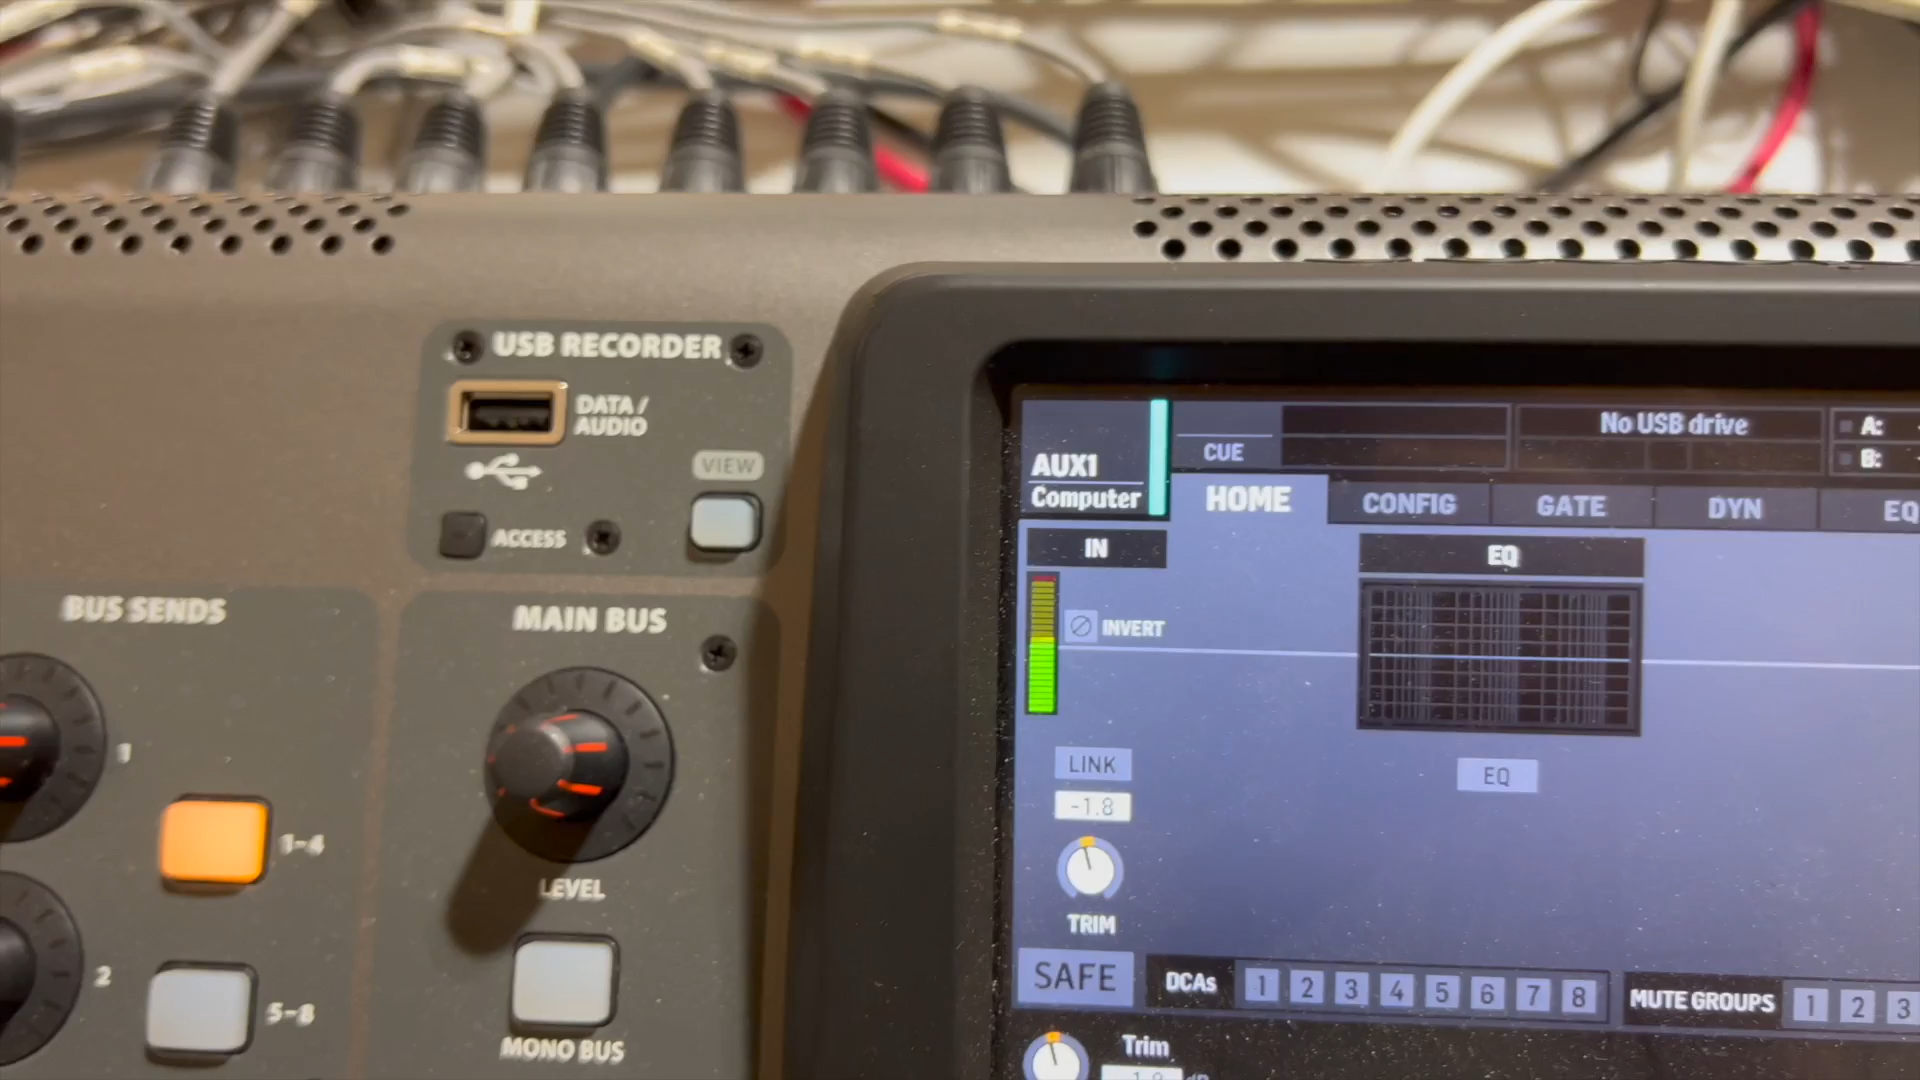 USB RECORDER
DATA /
AUDIO
VIEW
ACCESS
BUS SENDS
1
1-4
2
5-8
MAIN BUS
LEVEL
MONO BUS
AUX1
Computer
CUE
No USB drive
A:
B:
HOME
CONFIG
GATE
DYN
EQ
IN
EQ
INVERT
LINK
EQ
-1.8
TRIM
SAFE
DCAs
1 2 3 4 5 6 7 8
MUTE GROUPS
1 2 3
Trim